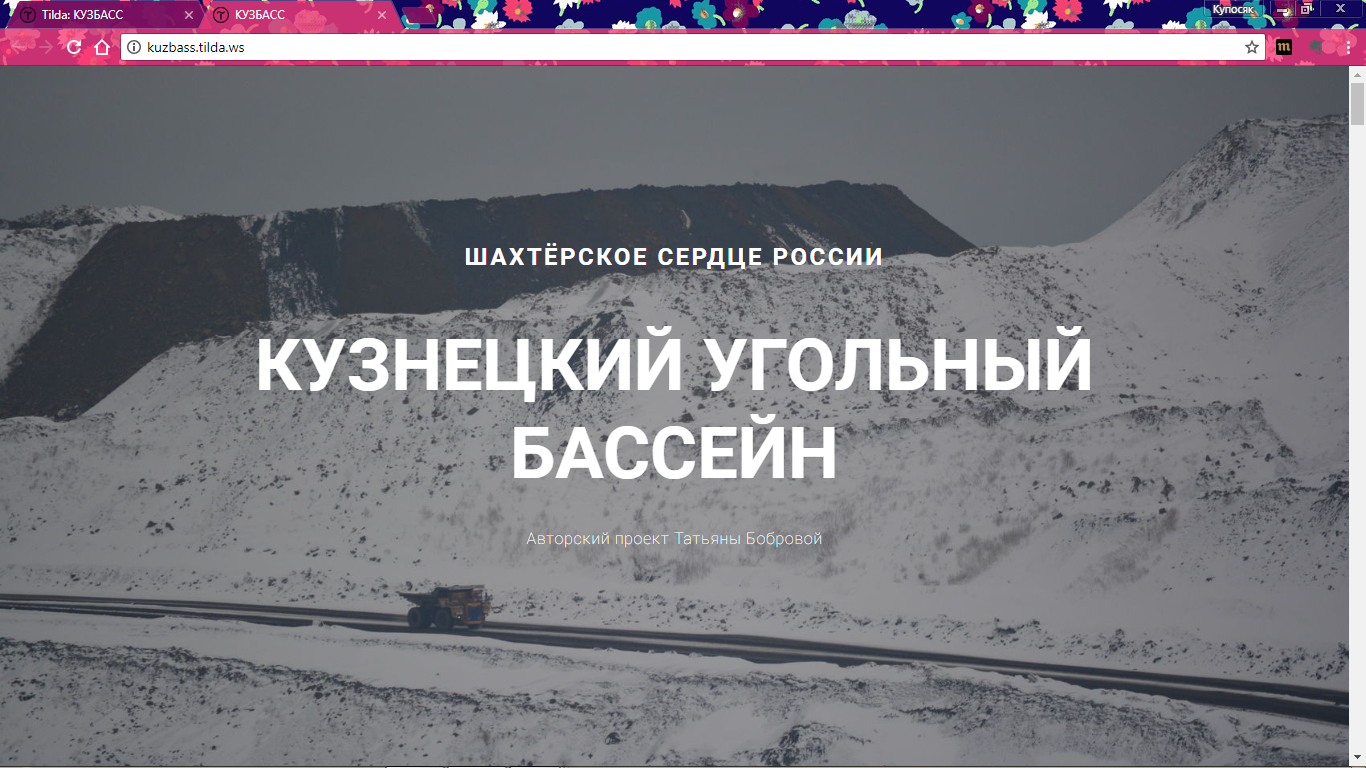 Tilda: КУЗБАСС
КУЗБАСС
Купосяк
kuzbass.tilda.ws
ШАХТЁРСКОЕ СЕРДЦЕ РОССИИ
КУЗНЕЦКИЙ УГОЛЬНЫЙ
БАССЕЙН
Авторский проект Татьяны Бобровой